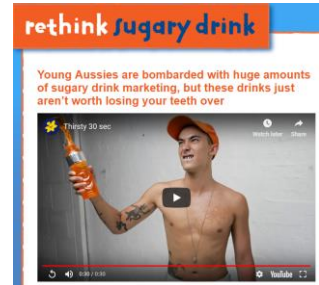 rethink sugary drink
Young Aussies are bombarded with huge amounts
of sugary drink marketing, but these drinks just
aren't worth losing your teeth over
Thirsty 30 sec
Watch later Share
0:30 / 0:30
YouTube